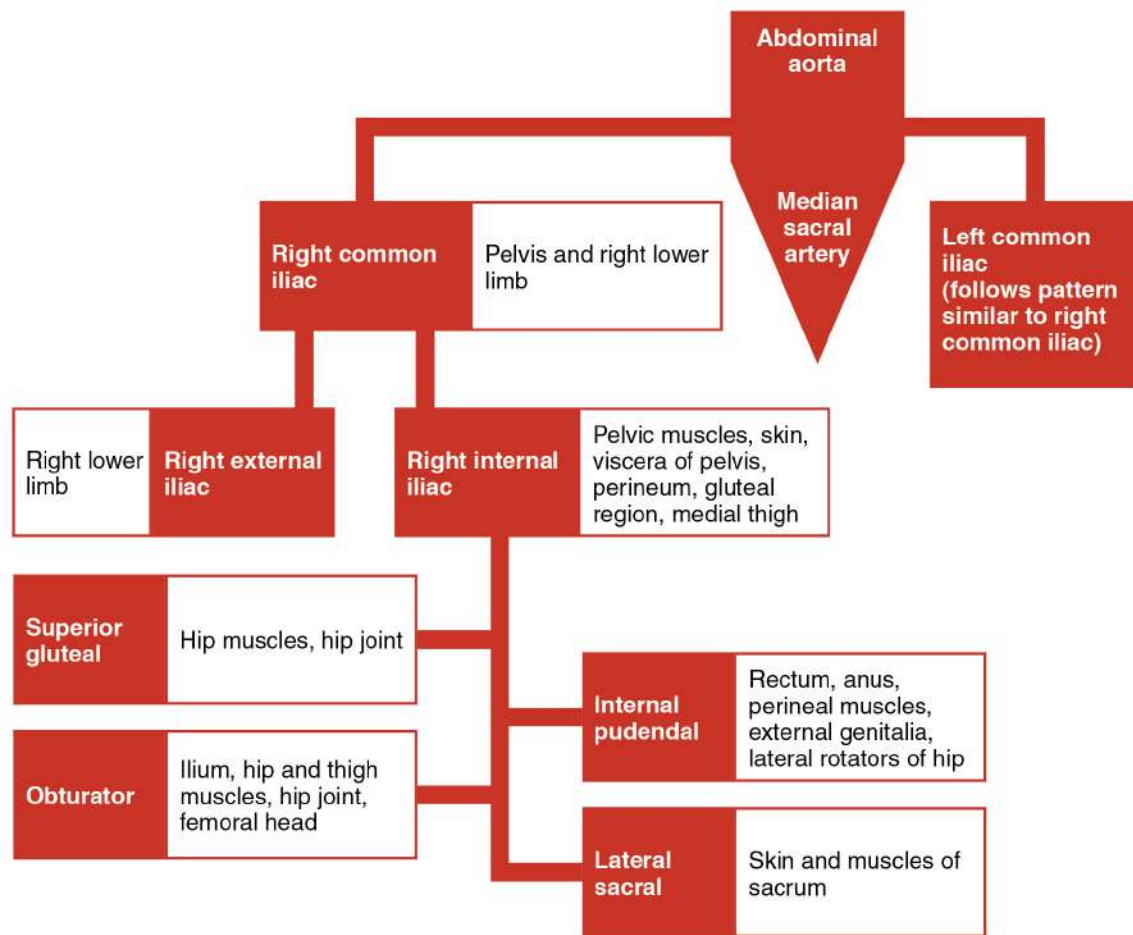 Abdominal
aorta
Median
sacral
artery
Right common
iliac
Pelvis and right lower
limb
Left common
iliac
(follows pattern
similar to right
common iliac)
Right lower
limb
Right external
iliac
Right internal
iliac
Pelvic muscles, skin,
viscera of pelvis,
perineum, gluteal
region, medial thigh
Superior
gluteal
Hip muscles, hip joint
Internal
pudendal
Rectum, anus,
perineal muscles,
external genitalia,
lateral rotators of hip
Obturator
Ilium, hip and thigh
muscles, hip joint,
femoral head
Lateral
sacral
Skin and muscles of
sacrum